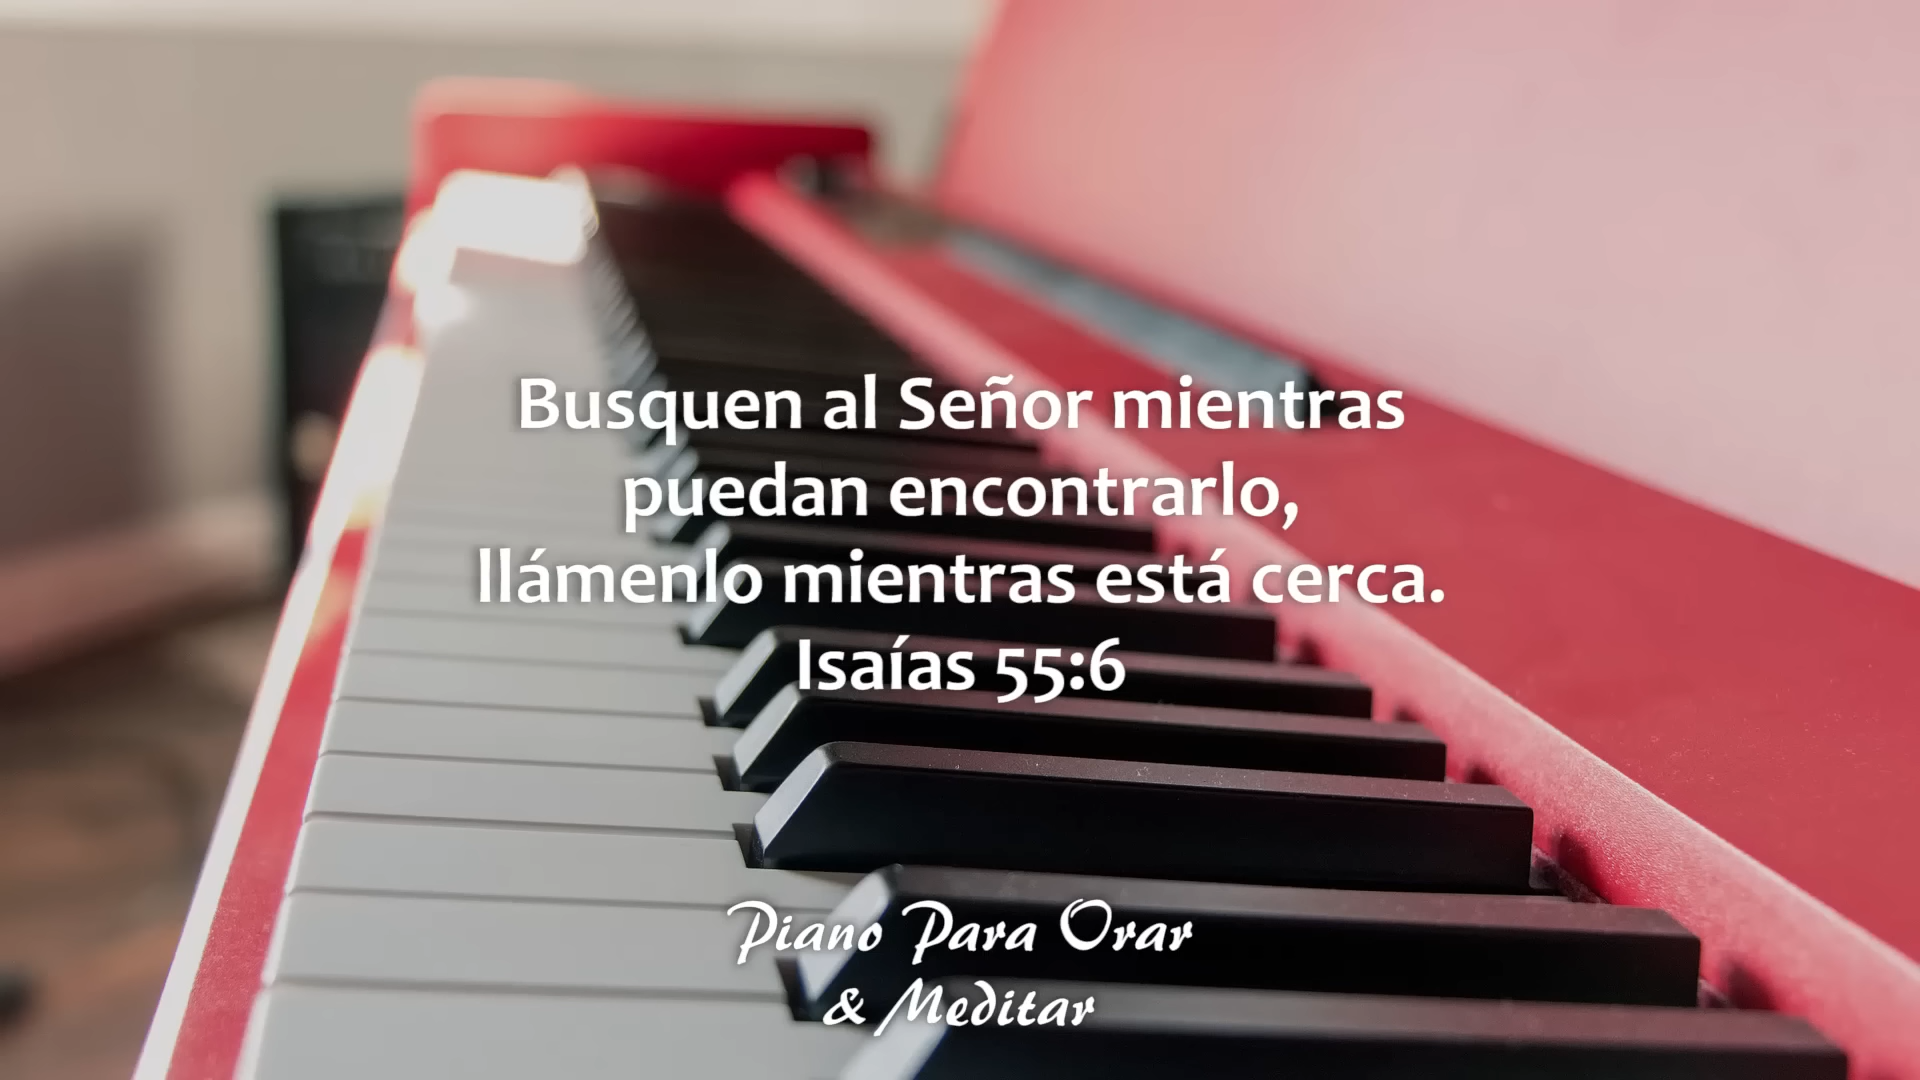 Busquen al Señor mientras
puedan encontrarlo,
llámenlo mientras está cerca.
Isaías 55:6
Piano Para Orar
& Meditar